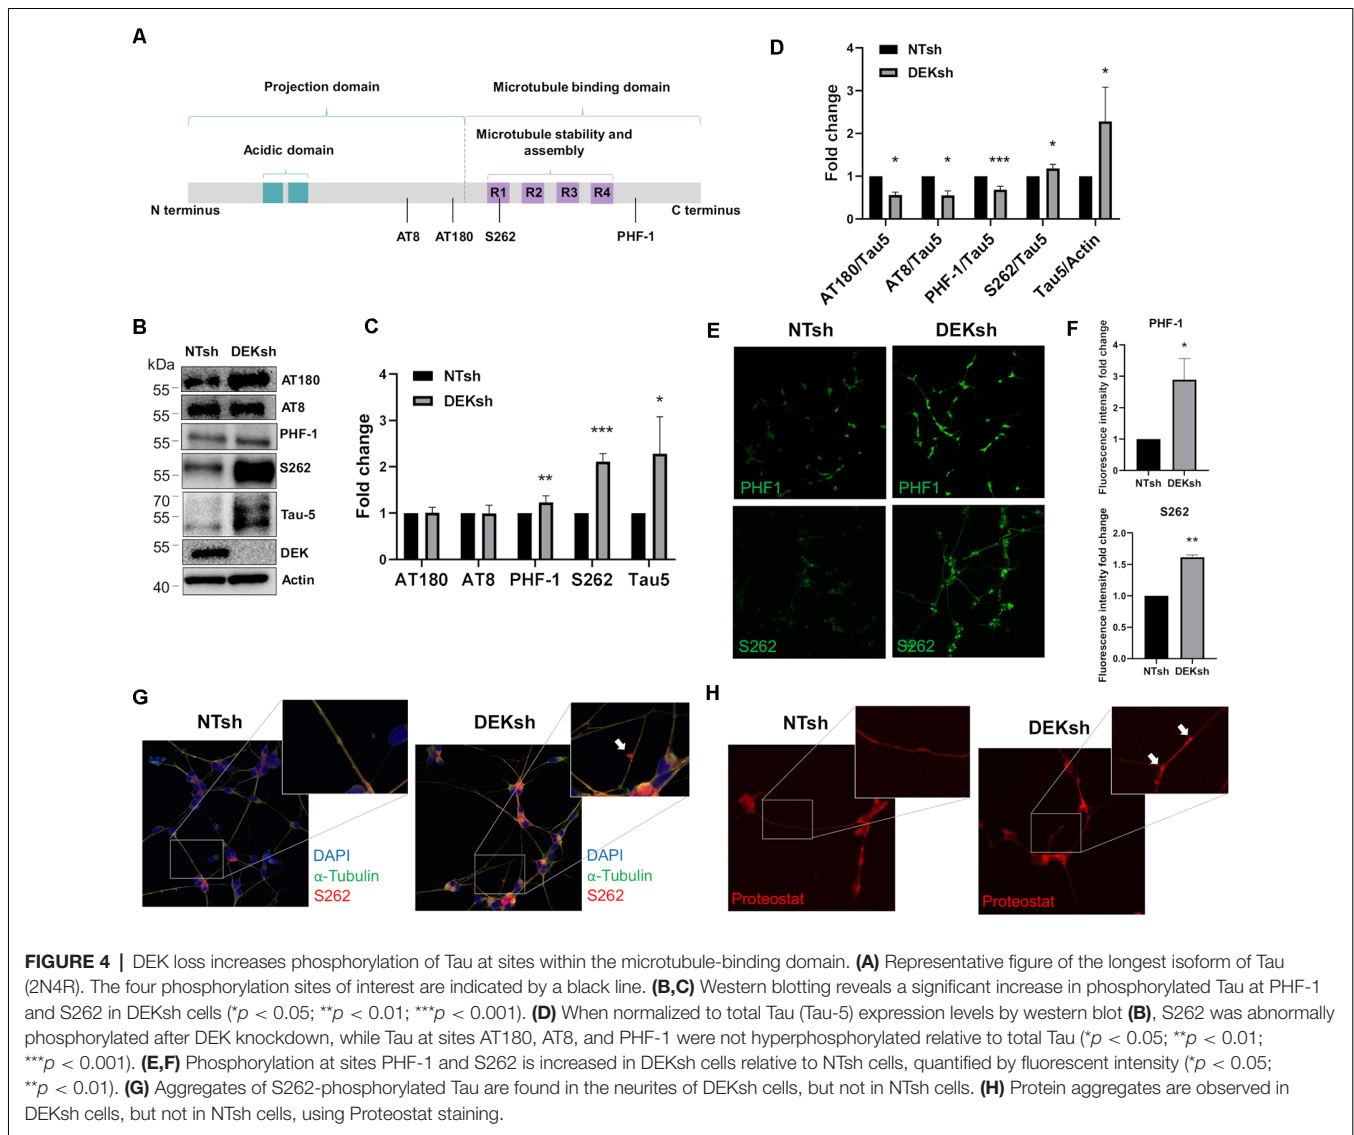 A
Projection domain
Microtubule binding domain
Acidic domain
Microtubule stability and
assembly
R1 R2 R3 R4
N terminus
C terminus
AT8 AT180 S262 PHF-1
D
NTsh
DEKsh
Fold change
4
3
2
1
0
* * *** * *
AT180/Tau5
AT8/Tau5
PHF-1/Tau5
S262/Tau5
Tau5/Actin
B
NTsh DEKsh
kDa
55 AT180
55 AT8
55 PHF-1
55 S262
70
55 Tau-5
55 DEK
40 Actin
C
NTsh
DEKsh
Fold change
4
3
2
1
0
** *** *
AT180 AT8 PHF-1 S262 Tau5
E
NTsh DEKsh
PHF1 PHF1
S262 S262
F
PHF-1
Fluorescence intensity fold change
4
3
2
1
0
*
NTsh DEKsh
S262
Fluorescence intensity fold change
2.0
1.5
1.0
0.5
0.0
**
NTsh DEKsh
G
NTsh
DAPI
α-Tubulin
S262
DEKsh
DAPI
α-Tubulin
S262
H
NTsh
Proteostat
DEKsh
Proteostat
FIGURE 4 | DEK loss increases phosphorylation of Tau at sites within the microtubule-binding domain. (A) Representative figure of the longest isoform of Tau
(2N4R). The four phosphorylation sites of interest are indicated by a black line. (B,C) Western blotting reveals a significant increase in phosphorylated Tau at PHF-1
and S262 in DEKsh cells (*p < 0.05; **p < 0.01; ***p < 0.001). (D) When normalized to total Tau (Tau-5) expression levels by western blot (B), S262 was abnormally
phosphorylated after DEK knockdown, while Tau at sites AT180, AT8, and PHF-1 were not hyperphosphorylated relative to total Tau (*p < 0.05; **p < 0.01;
***p < 0.001). (E,F) Phosphorylation at sites PHF-1 and S262 is increased in DEKsh cells relative to NTsh cells, quantified by fluorescent intensity (*p < 0.05;
**p < 0.01). (G) Aggregates of S262-phosphorylated Tau are found in the neurites of DEKsh cells, but not in NTsh cells. (H) Protein aggregates are observed in
DEKsh cells, but not in NTsh cells, using Proteostat staining.